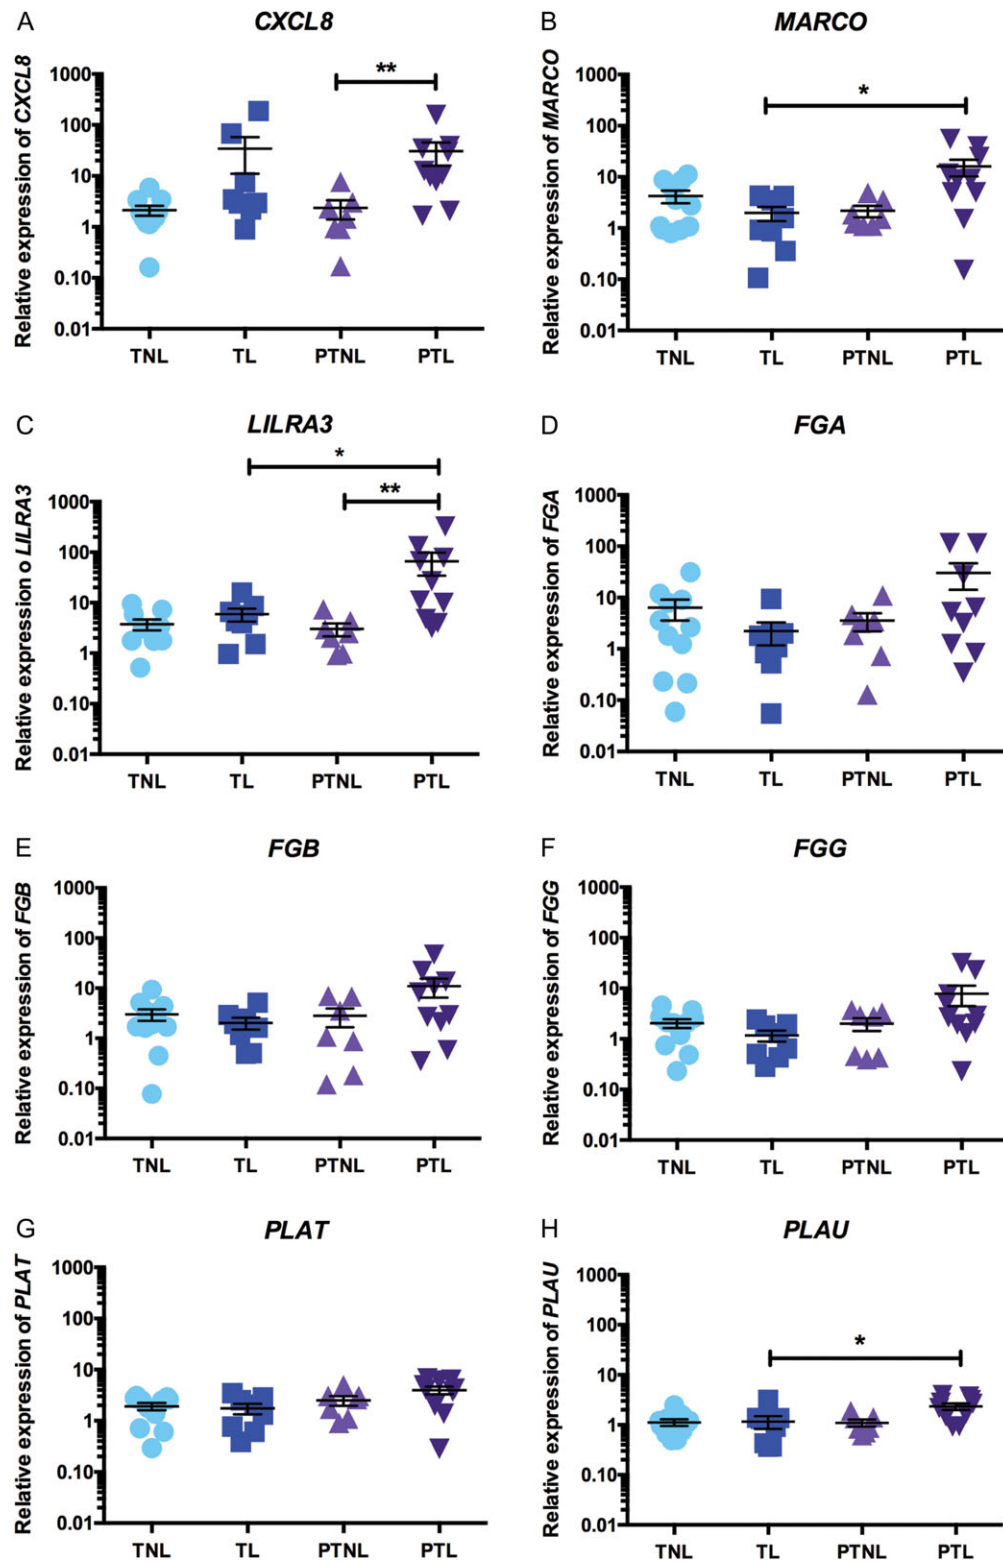 A
CXCL8
Relative expression of CXCL8
1000
100
10
1
0.10
0.01
**
TNL TL PTNL PTL
B
MARCO
Relative expression of MARCO
1000
100
10
1
0.10
0.01
*
TNL TL PTNL PTL
C
LILRA3
Relative expression o LILRA3
1000
100
10
1
0.10
0.01
*
**
TNL TL PTNL PTL
D
FGA
Relative expression of FGA
1000
100
10
1
0.10
0.01
TNL TL PTNL PTL
E
FGB
Relative expression of FGB
1000
100
10
1
0.10
0.01
TNL TL PTNL PTL
F
FGG
Relative expression of FGG
1000
100
10
1
0.10
0.01
TNL TL PTNL PTL
G
PLAT
Relative expression of PLAT
1000
100
10
1
0.10
0.01
TNL TL PTNL PTL
H
PLAU
Relative expression of PLAU
1000
100
10
1
0.10
0.01
*
TNL TL PTNL PTL